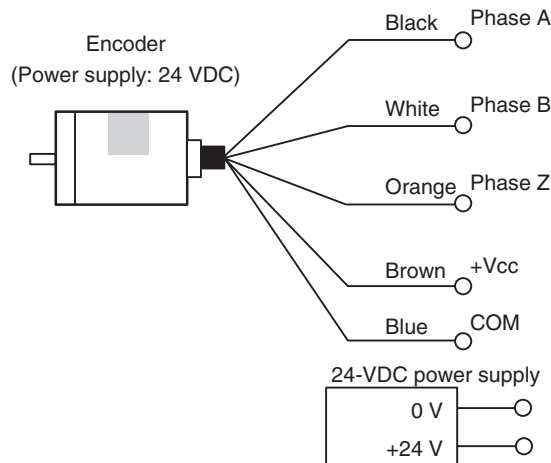 Encoder
(Power supply: 24 VDC)
Black Phase A
White Phase B
Orange Phase Z
Brown +Vcc
Blue COM
24-VDC power supply
0 V
+24 V